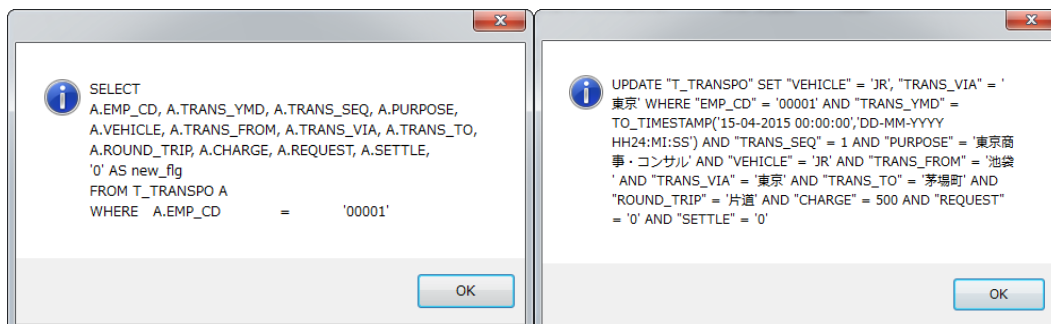 SELECT
A.EMP_CD, A.TRANS_YMD, A.TRANS_SEQ, A.PURPOSE,
A.VEHICLE, A.TRANS_FROM, A.TRANS_VIA, A.TRANS_TO,
A.ROUND_TRIP, A.CHARGE, A.REQUEST, A.SETTLE,
'0' AS new_flg
FROM T_TRANSPO A
WHERE A.EMP_CD = '00001'
OK
UPDATE "T_TRANSPO" SET "VEHICLE" = 'JR', "TRANS_VIA" = '
東京' WHERE "EMP_CD" = '00001' AND "TRANS_YMD" =
TO_TIMESTAMP('15-04-2015 00:00:00','DD-MM-YYYY
HH24:MI:SS') AND "TRANS_SEQ" = 1 AND "PURPOSE" = '東京商
事・コンサル' AND "VEHICLE" = 'JR' AND "TRANS_FROM" = '池袋
' AND "TRANS_VIA" = '東京' AND "TRANS_TO" = '茅場町' AND
"ROUND_TRIP" = '片道' AND "CHARGE" = 500 AND "REQUEST"
= '0' AND "SETTLE" = '0'
OK